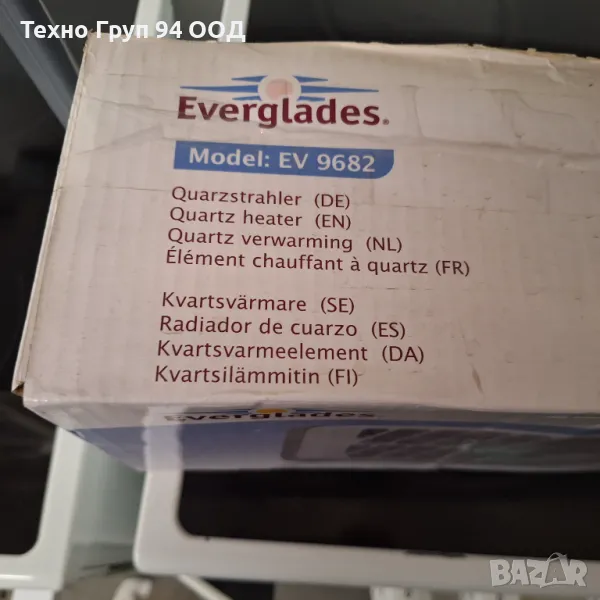 Техно Груп 94 ООД
Everglades®
Model: EV 9682
Quarzstrahler (DE)
Quartz heater (EN)
Quartz verwarming (NL)
Élément chauffant à quartz (FR)
Kvartsvärmare (SE)
Radiador de cuarzo (ES)
Kvartsvarmeelement (DA)
Kvartsilämmitin (FI)
Everglades
BAZAR